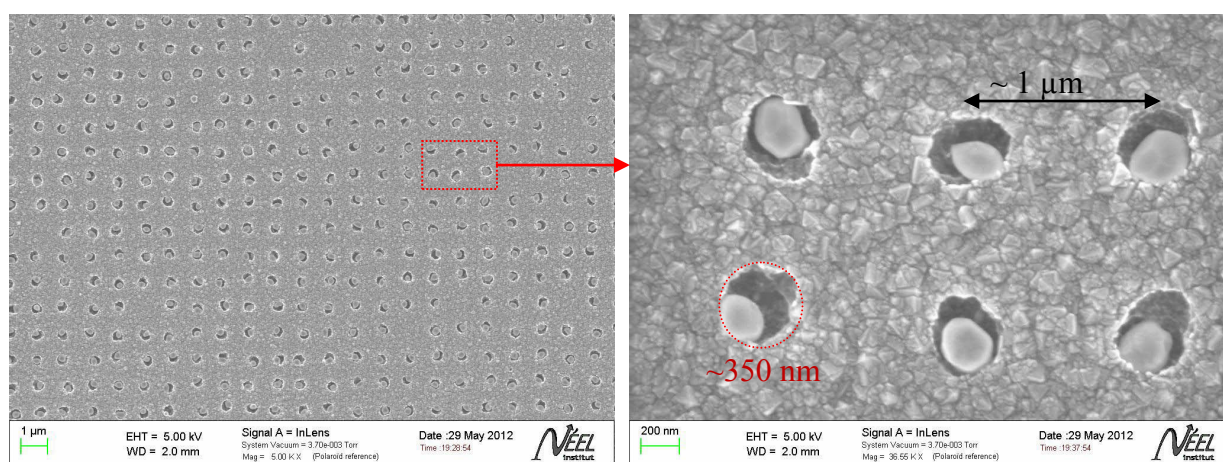 ~ 1 µm
~350 nm
1 µm
EHT = 5.00 kV
WD = 2.0 mm
Signal A = InLens
System Vacuum = 3.70e-003 Torr
Mag = 5.00 K X (Polaroid reference)
Date :29 May 2012
Time :19:28:54
NÉEL
institut
200 nm
EHT = 5.00 kV
WD = 2.0 mm
Signal A = InLens
System Vacuum = 3.70e-003 Torr
Mag = 36.55 K X (Polaroid reference)
Date :29 May 2012
Time :19:37:54
NÉEL
institut